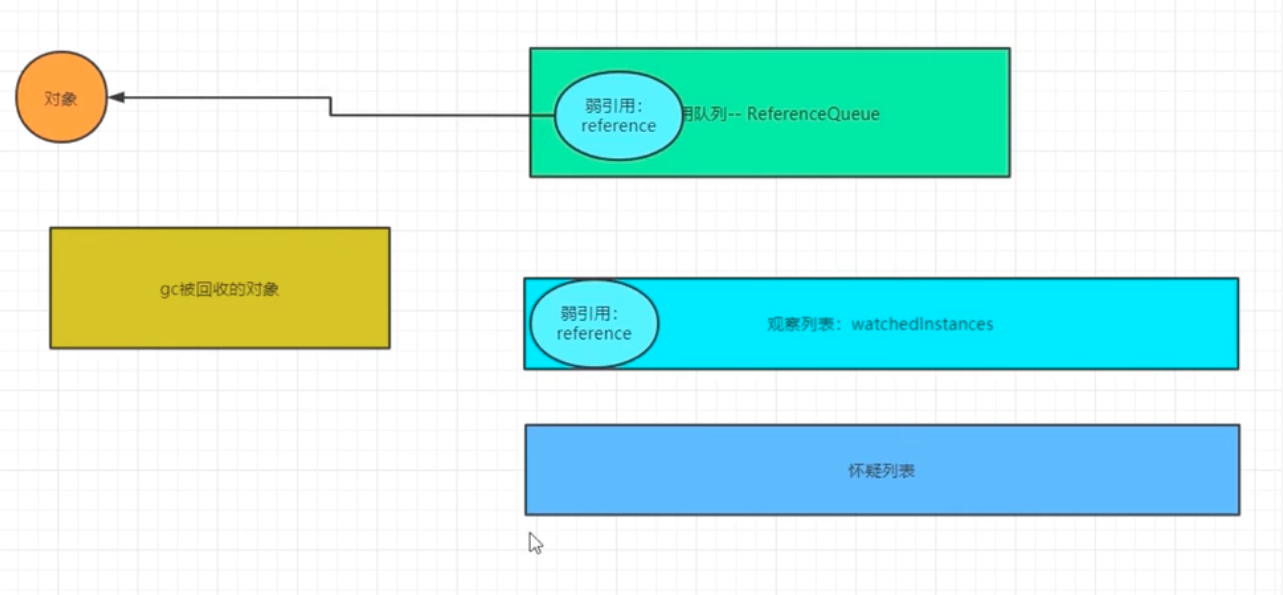 对象
弱引用：
reference
用队列-- ReferenceQueue
gc被回收的对象
弱引用：
reference
观察列表：watchedInstances
怀疑列表